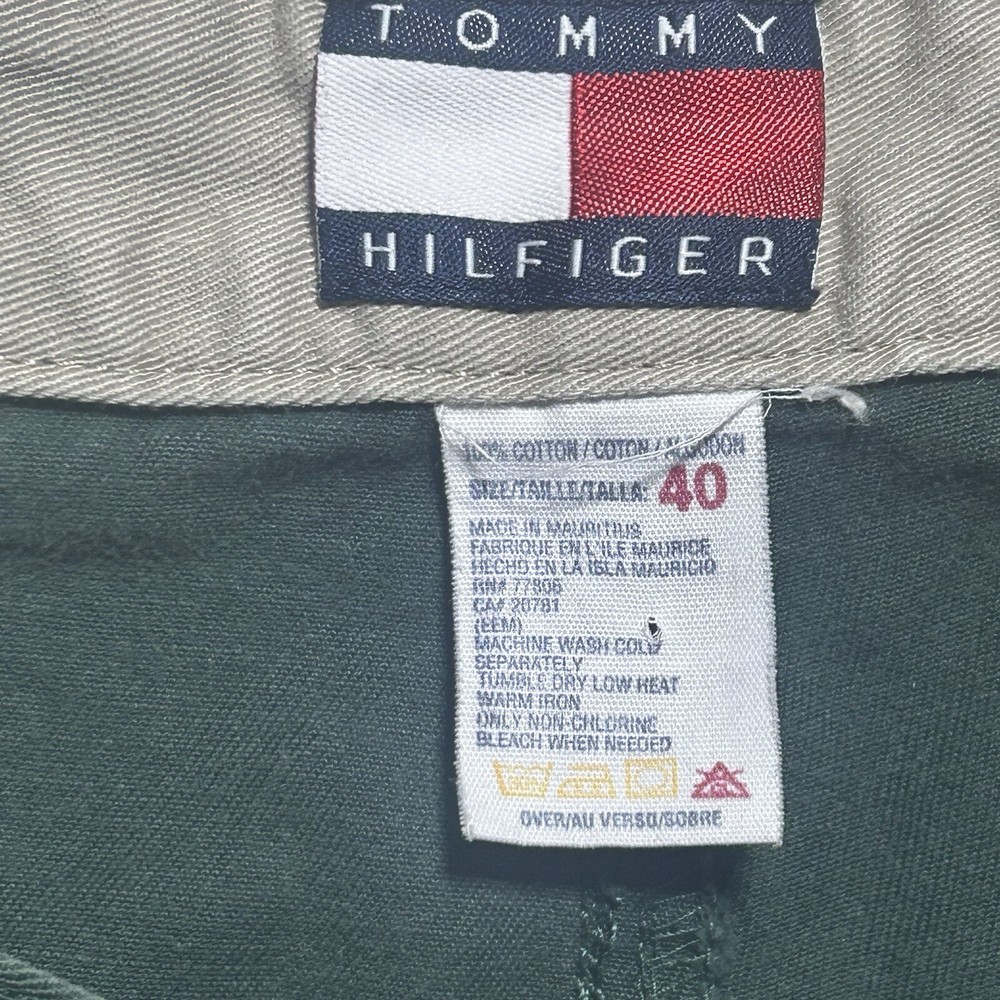 TOMMY
HILFIGER
100% COTTON / COTON / ALGODON
SIZE/TAILLE/TALLA: 40
MADE IN MAURITIUS
FABRIQUE EN L'ILE MAURICE
HECHO EN LA ISLA MAURICIO
RN# 77806
CA# 20781
(EEM)
MACHINE WASH COLD
SEPARATELY
TUMBLE DRY LOW HEAT
WARM IRON
ONLY NON-CHLORINE
BLEACH WHEN NEEDED
OVER/AU VERSO/SOBRE